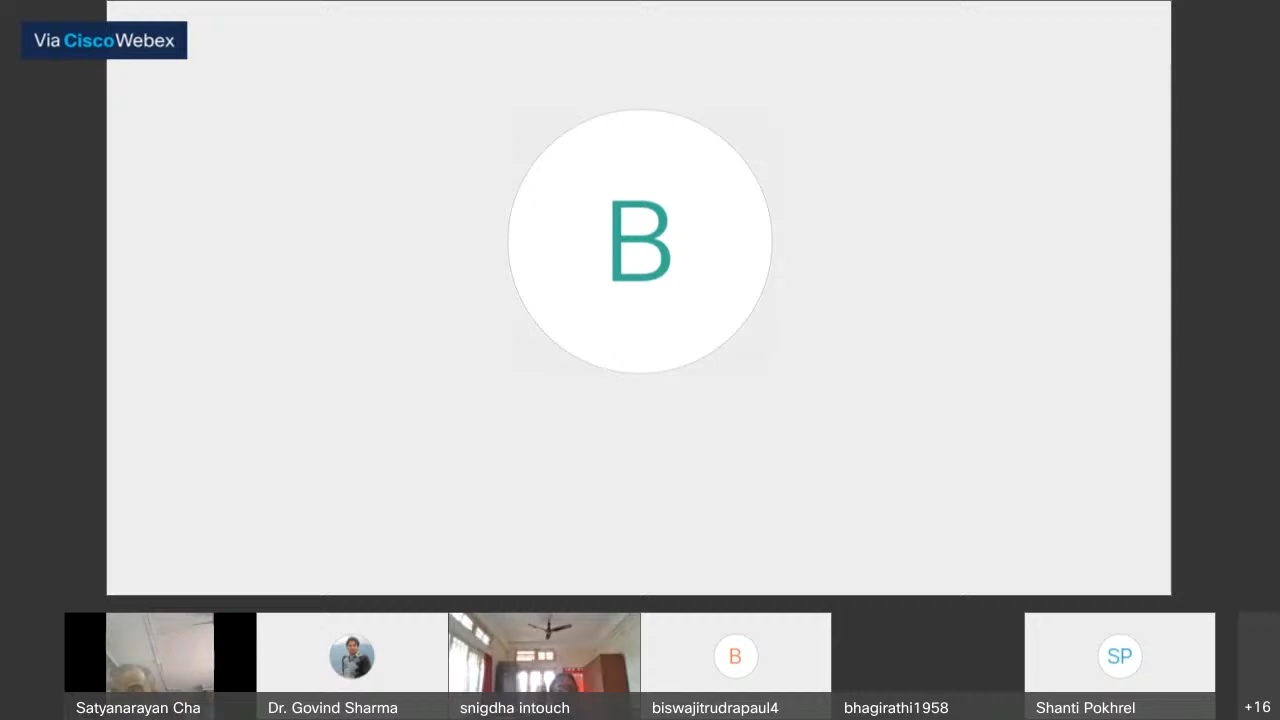 Via CiscoWebex
B
B
SP
Satyanarayan Cha
Dr. Govind Sharma
snigdha intouch
biswajitrudrapaul4
bhagirathi1958
Shanti Pokhrel
+16